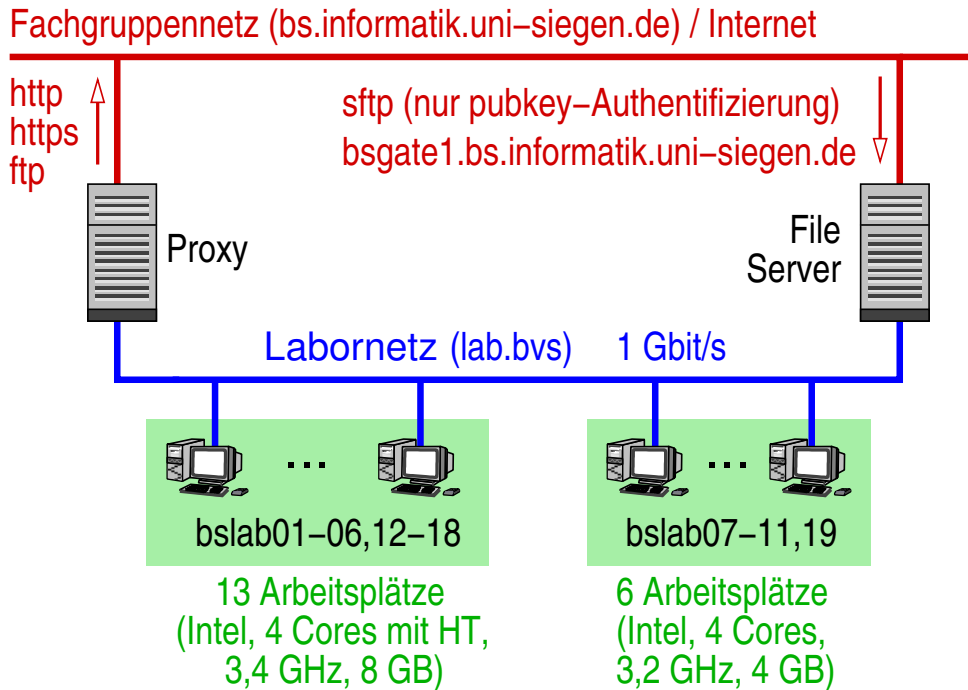 Fachgruppennetz (bs.informatik.uni–siegen.de) / Internet
http
https
ftp
sftp (nur pubkey–Authentifizierung)
bsgate1.bs.informatik.uni–siegen.de
Proxy
File
Server
Labornetz (lab.bvs) 1 Gbit/s
...
...
bslab01–06,12–18
bslab07–11,19
13 Arbeitsplätze
(Intel, 4 Cores mit HT,
3,4 GHz, 8 GB)
6 Arbeitsplätze
(Intel, 4 Cores,
3,2 GHz, 4 GB)